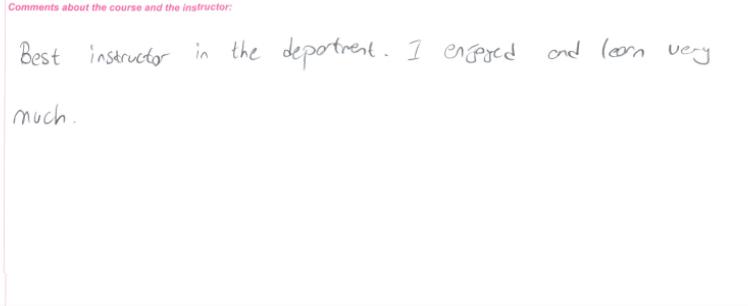 Comments about the course and the instructor:
Best instructor in the department. I enjoyed and learn very
much.